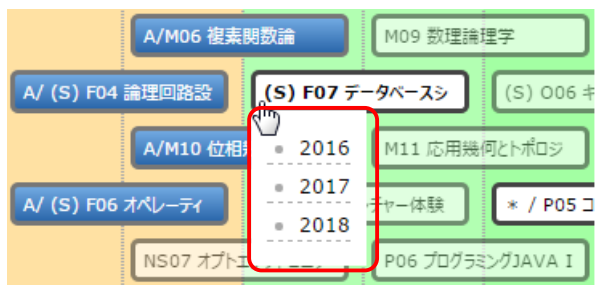 A/M06 複素関数論
M09 数理論理学
A/ (S) F04 論理回路設
(S) F07 データベースシ
(S) O06
A/M10 位相
M11 応用幾何とトポロジ
2016
2017
2018
A/ (S) F06 オペレーティ
チャー体験
* / P05 コ
NS07 オプト
P06 プログラミングJAVA I